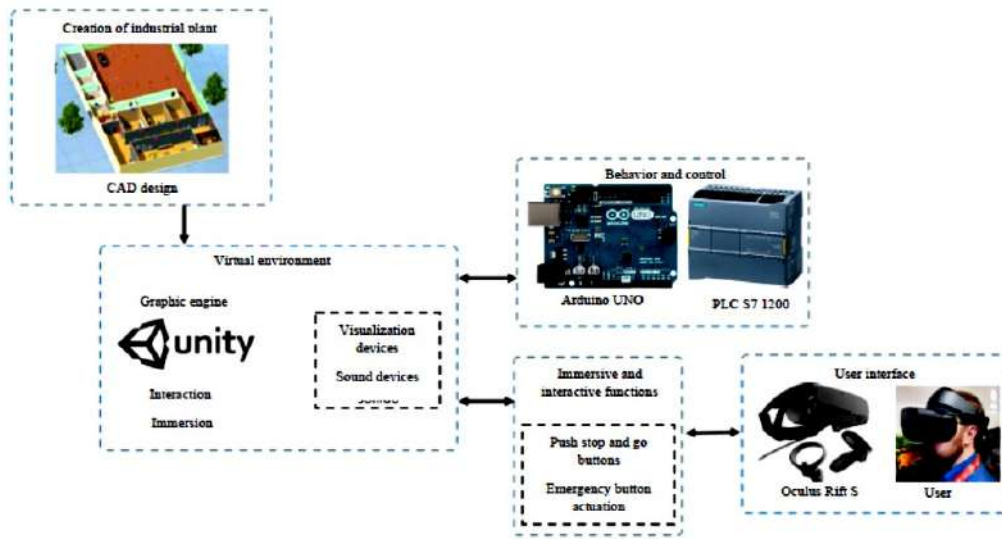 Creation of industrial plant
CAD design
Behavior and control
UNO
Arduino UNO
PLC S7 1200
Virtual environment
Graphic engine
unity
Interaction
Immersion
Visualization
devices
Sound devices
Immersive and
interactive functions
Push stop and go
buttons
Emergency button
actuation
User interface
Oculus Rift S
User